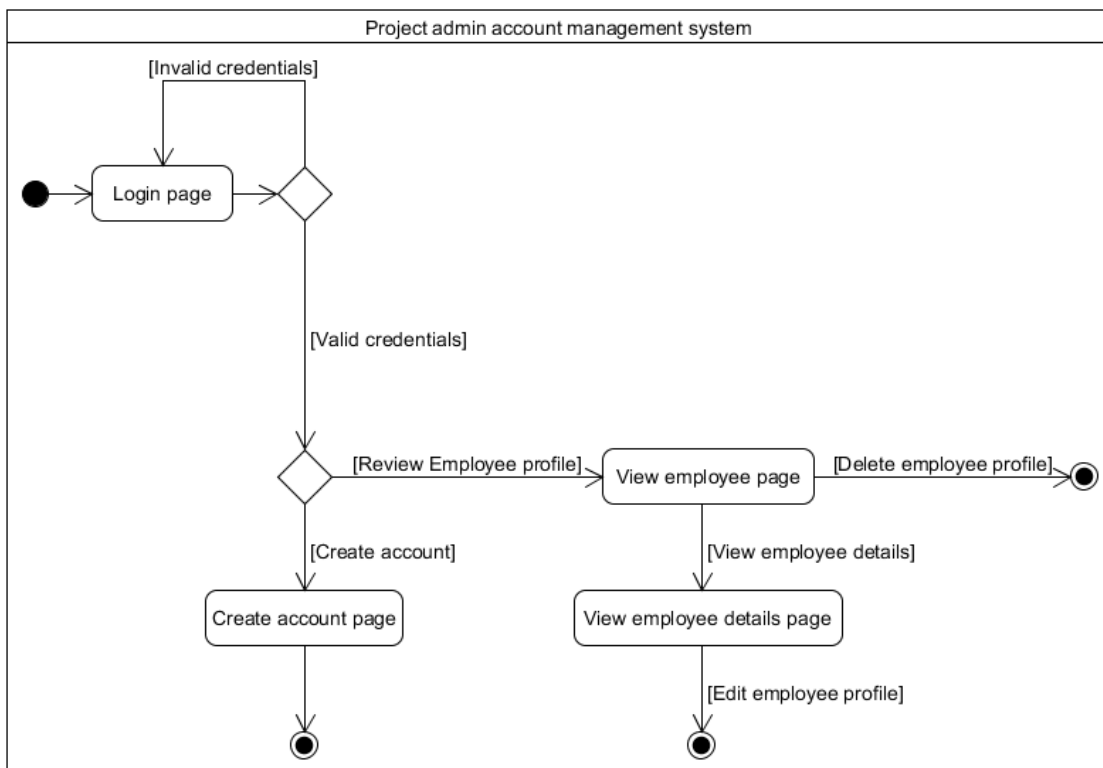 Project admin account management system
[Invalid credentials]
Login page
[Valid credentials]
[Review Employee profile]
View employee page
[Delete employee profile]
[Create account]
[View employee details]
Create account page
View employee details page
[Edit employee profile]